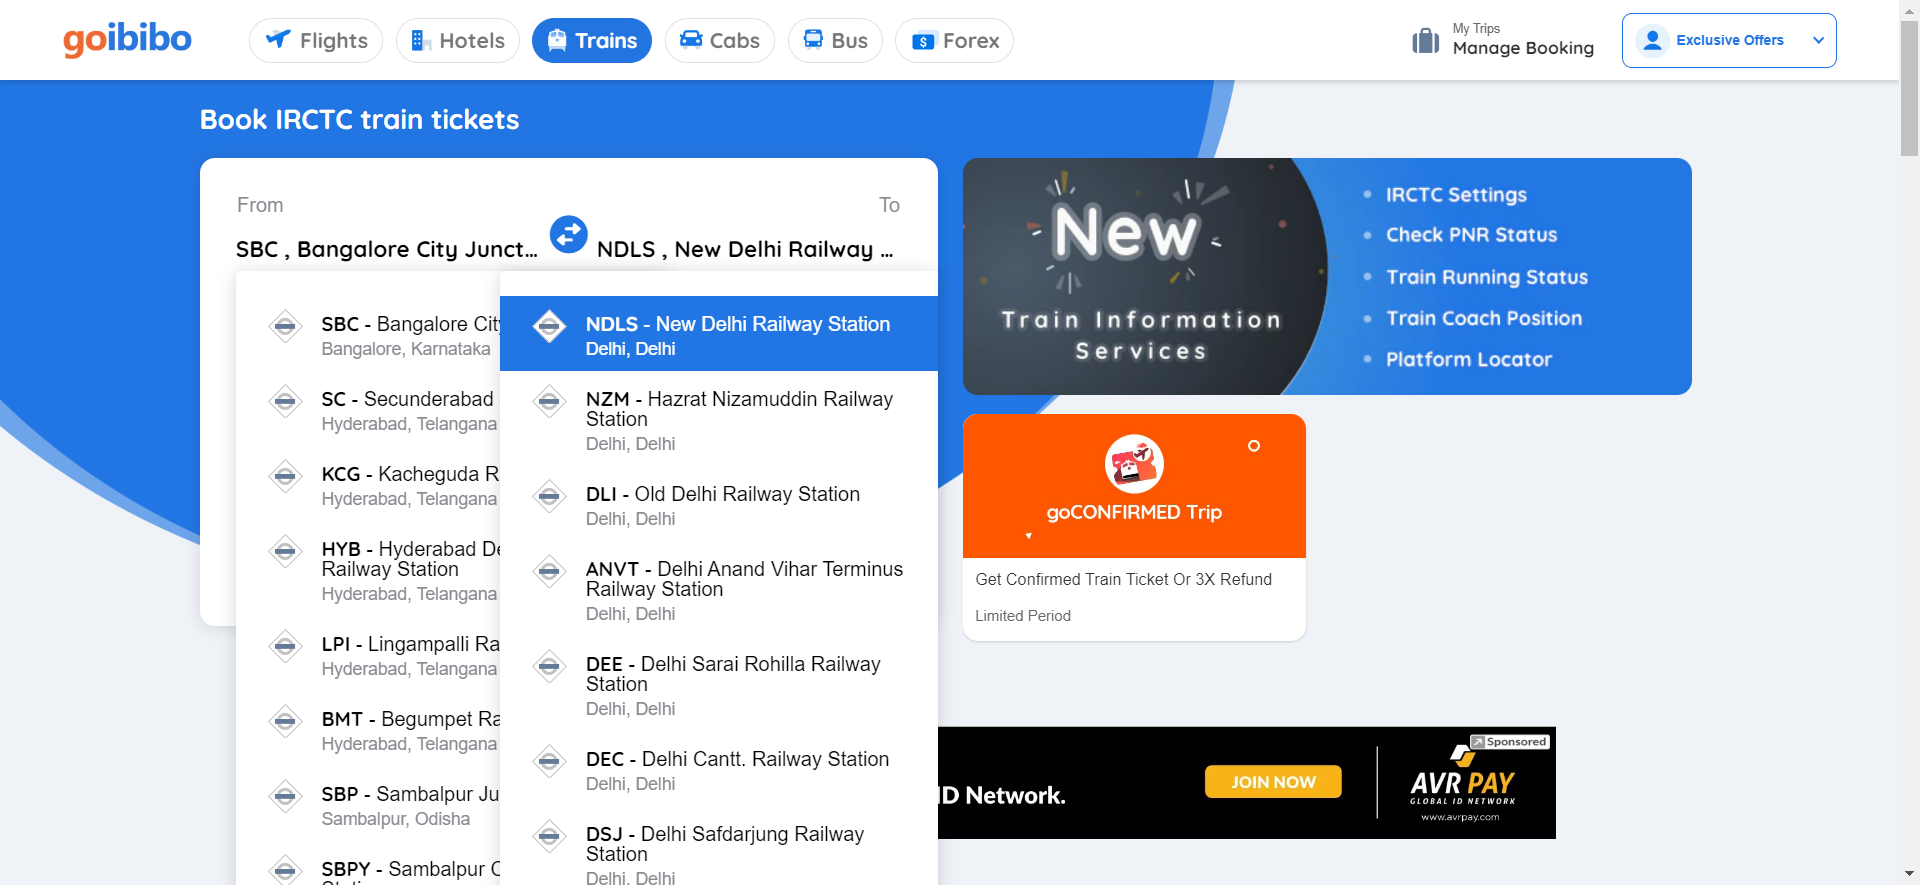 goibibo
Flights
Hotels
Trains
Cabs
Bus
Forex
My Trips
Manage Booking
Exclusive Offers
Book IRCTC train tickets
From
To
SBC , Bangalore City Junct...
NDLS , New Delhi Railway ...
SBC - Bangalore City
Bangalore, Karnataka
SC - Secunderabad
Hyderabad, Telangana
KCG - Kacheguda R
Hyderabad, Telangana
HYB - Hyderabad De
Railway Station
Hyderabad, Telangana
LPI - Lingampalli Ra
Hyderabad, Telangana
BMT - Begumpet Ra
Hyderabad, Telangana
SBP - Sambalpur Ju
Sambalpur, Odisha
SBPY - Sambalpur C
NDLS - New Delhi Railway Station
Delhi, Delhi
NZM - Hazrat Nizamuddin Railway
Station
Delhi, Delhi
DLI - Old Delhi Railway Station
Delhi, Delhi
ANVT - Delhi Anand Vihar Terminus
Railway Station
Delhi, Delhi
DEE - Delhi Sarai Rohilla Railway
Station
Delhi, Delhi
DEC - Delhi Cantt. Railway Station
Delhi, Delhi
DSJ - Delhi Safdarjung Railway
Station
Delhi, Delhi
New
Train Information
Services
• IRCTC Settings
• Check PNR Status
• Train Running Status
• Train Coach Position
• Platform Locator
goCONFIRMED Trip
Get Confirmed Train Ticket Or 3X Refund
Limited Period
ID Network.
JOIN NOW
Sponsored
AVR PAY
GLOBAL ID NETWORK
www.avrpay.com